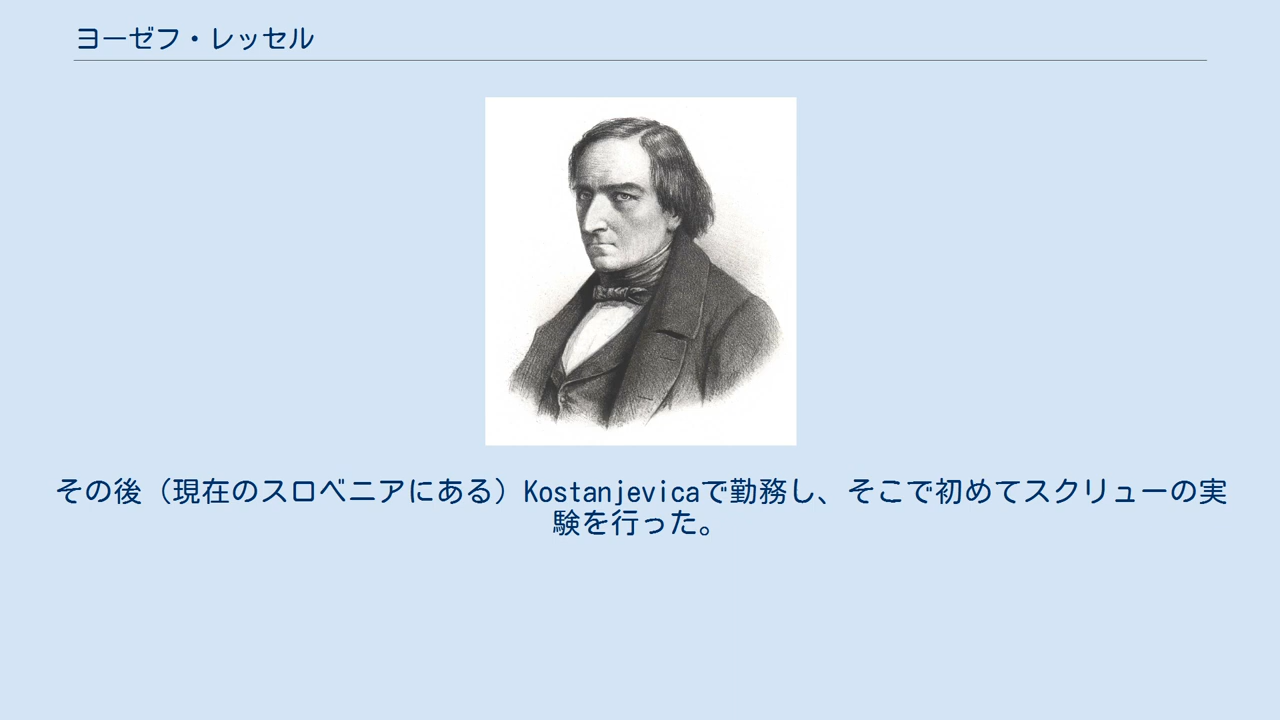 ヨーゼフ・レッセル
その後（現在のスロベニアにある）Kostanjevicaで勤務し、そこで初めてスクリューの実
験を行った。